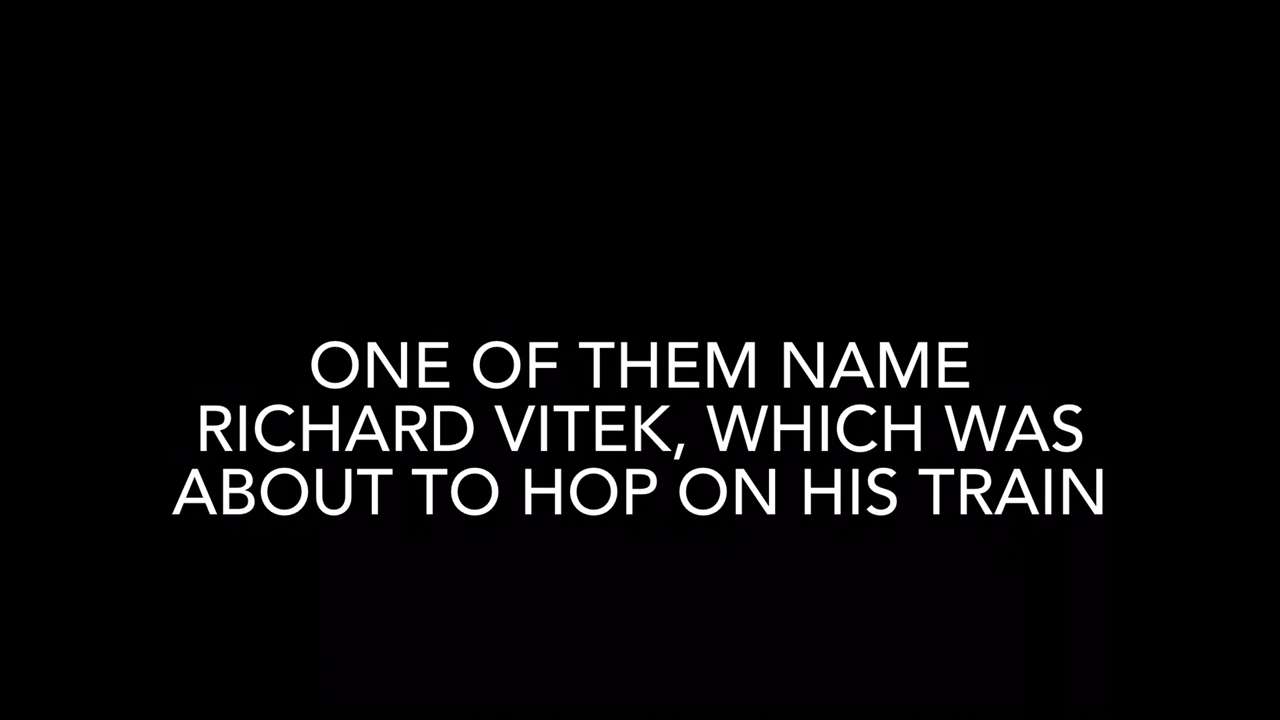 ONE OF THEM NAME
RICHARD VITEK, WHICH WAS
ABOUT TO HOP ON HIS TRAIN